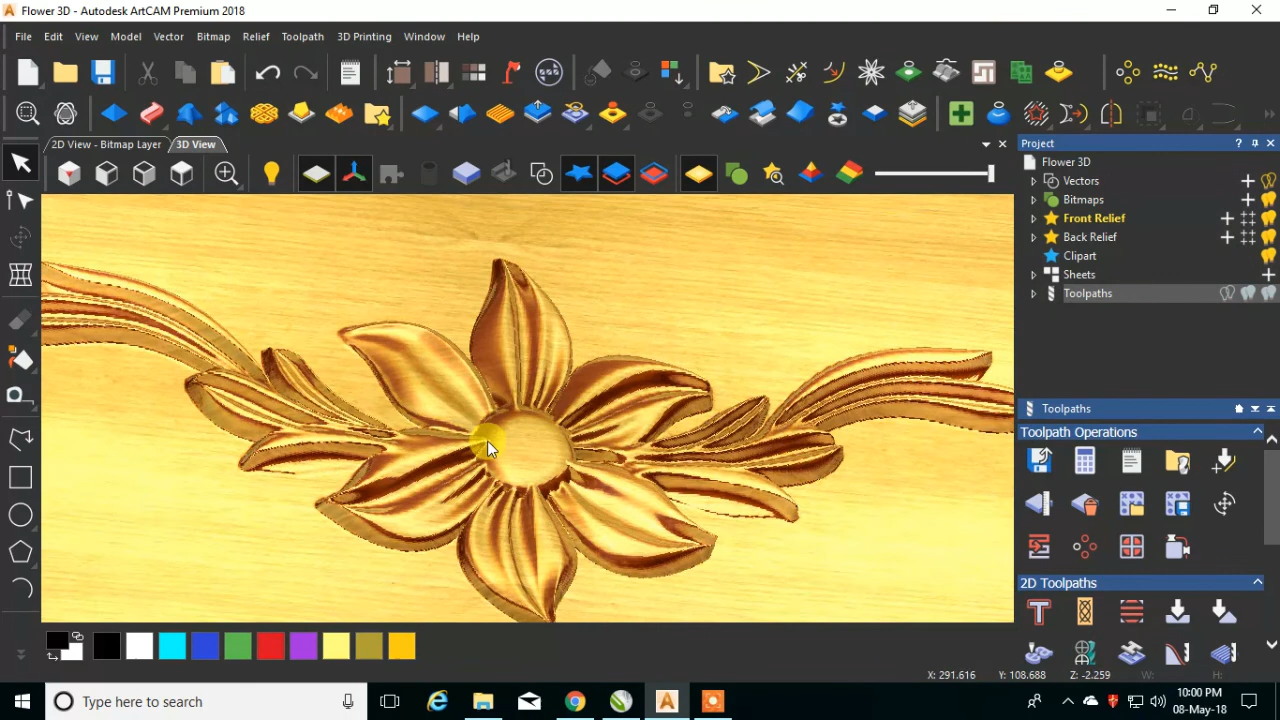 Flower 3D - Autodesk ArtCAM Premium 2018
File Edit View Model Vector Bitmap Relief Toolpath 3D Printing Window Help
2D View - Bitmap Layer 3D View
Project
Flower 3D
Vectors
Bitmaps
Front Relief
Back Relief
Clipart
Sheets
Toolpaths
Toolpaths
Toolpath Operations
2D Toolpaths
X: 291.616 Y: 108.688 Z: -2.259 W: H:
Type here to search
10:00 PM
08-May-18